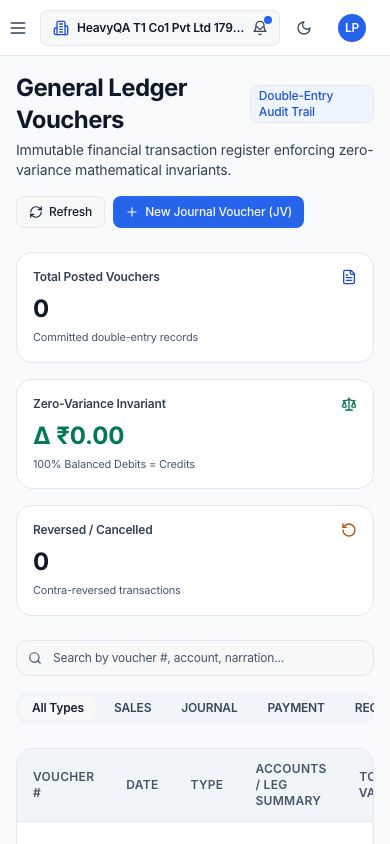 HeavyQA T1 Co1 Pvt Ltd 179...
LP
General Ledger
Vouchers
Double-Entry
Audit Trail
Immutable financial transaction register enforcing zero-
variance mathematical invariants.
Refresh
New Journal Voucher (JV)
Total Posted Vouchers
0
Committed double-entry records
Zero-Variance Invariant
Δ ₹0.00
100% Balanced Debits = Credits
Reversed / Cancelled
0
Contra-reversed transactions
Search by voucher #, account, narration...
All Types SALES JOURNAL PAYMENT
VOUCHER
#
DATE
TYPE
ACCOUNTS
/ LEG
SUMMARY